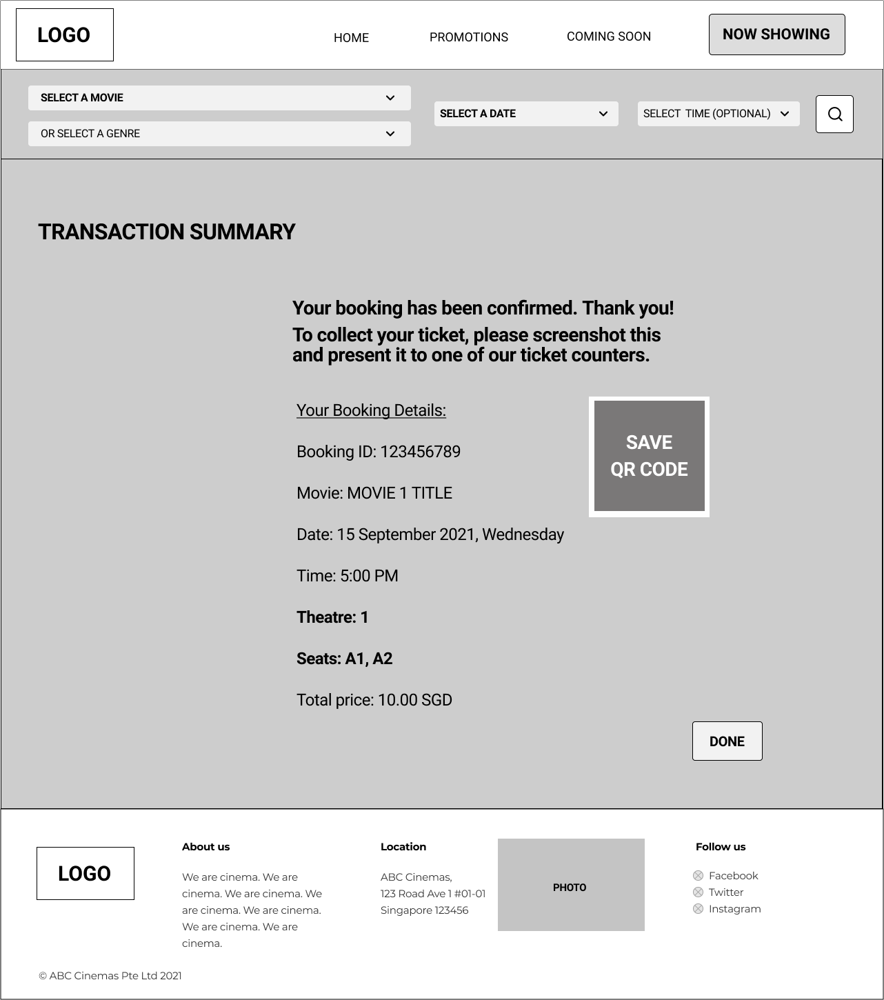 LOGO
HOME
PROMOTIONS
COMING SOON
NOW SHOWING
SELECT A MOVIE
OR SELECT A GENRE
SELECT A DATE
SELECT  TIME (OPTIONAL)
TRANSACTION SUMMARY
Your booking has been confirmed. Thank you!
To collect your ticket, please screenshot this
and present it to one of our ticket counters.
Your Booking Details:
Booking ID: 123456789
Movie: MOVIE 1 TITLE
Date: 15 September 2021, Wednesday
Time: 5:00 PM
Theatre: 1
Seats: A1, A2
Total price: 10.00 SGD
SAVE
QR CODE
DONE
LOGO
About us
We are cinema. We are
cinema. We are cinema. We
are cinema. We are cinema.
We are cinema. We are
cinema.
Location
ABC Cinemas,
123 Road Ave 1 #01-01
Singapore 123456
PHOTO
Follow us
Facebook
Twitter
Instagram
© ABC Cinemas Pte Ltd 2021